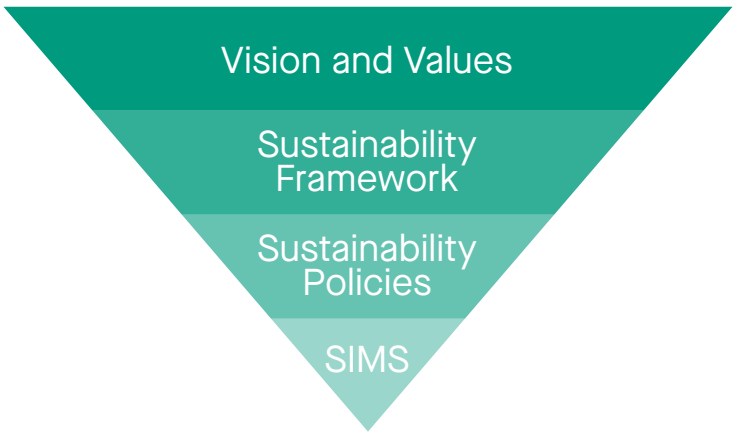 Vision and Values
Sustainability
Framework
Sustainability
Policies
SIMS